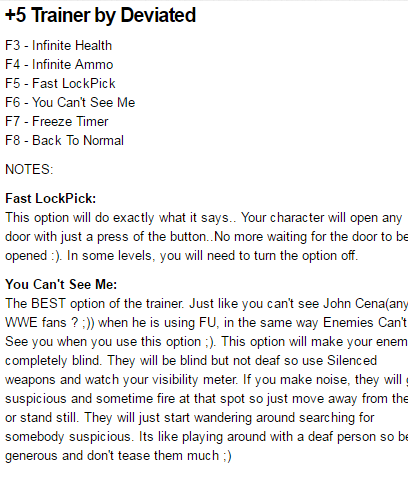 +5 Trainer by Deviated
F3 - Infinite Health
F4 - Infinite Ammo
F5 - Fast LockPick
F6 - You Can't See Me
F7 - Freeze Timer
F8 - Back To Normal
NOTES:
Fast LockPick:
This option will do exactly what it says.. Your character will open any
door with just a press of the button..No more waiting for the door to be
opened :). In some levels, you will need to turn the option off.
You Can't See Me:
The BEST option of the trainer. Just like you can't see John Cena(any
WWE fans ? ;)) when he is using FU, in the same way Enemies Can't
See you when you use this option ;). This option will make your enem
completely blind. They will be blind but not deaf so use Silenced
weapons and watch your visibility meter. If you make noise, they will
suspicious and sometime fire at that spot so just move away from the
or stand still. They will just start wandering around searching for
somebody suspicious. Its like playing around with a deaf person so be
generous and don't tease them much ;)